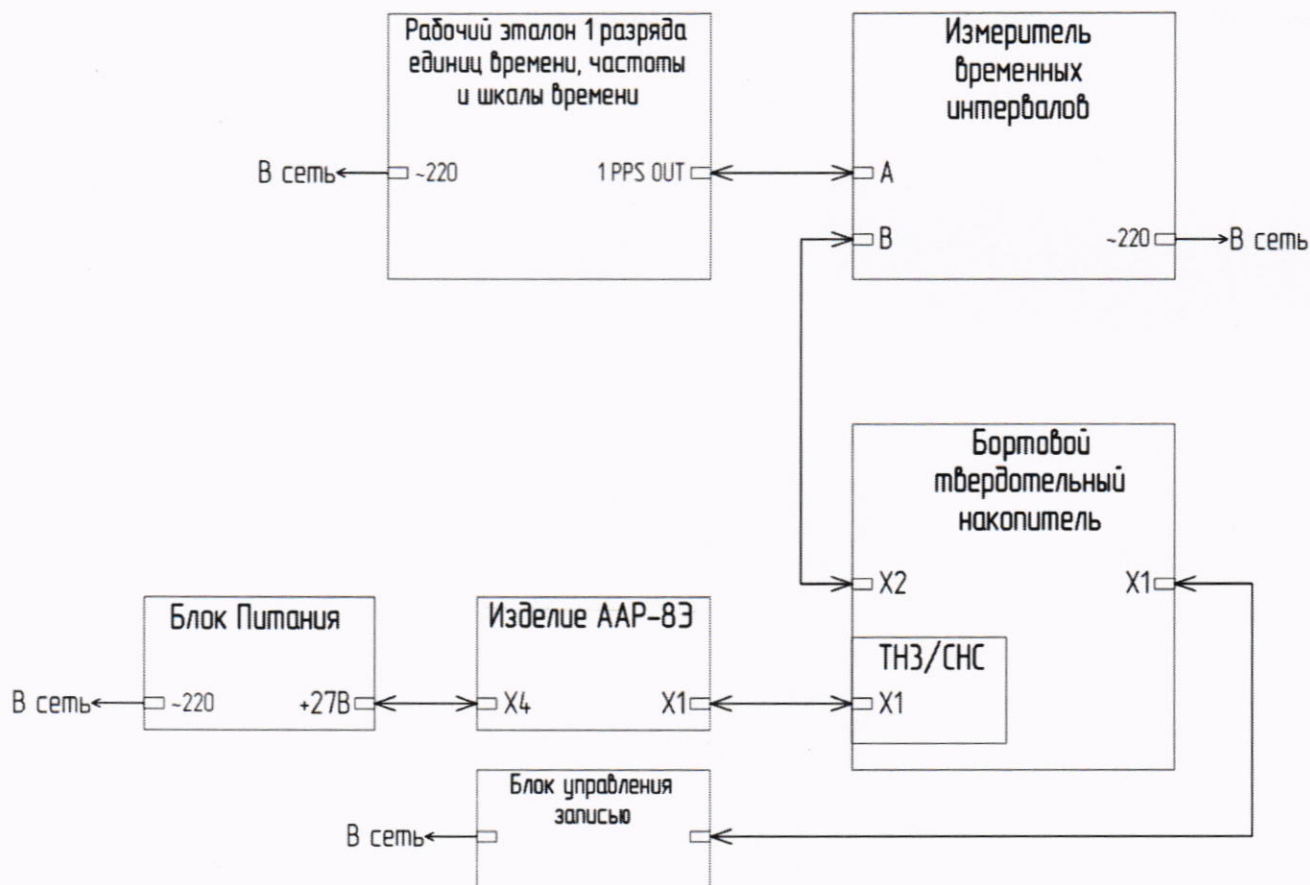 Рабочий эталон 1 разряда
единиц времени, частоты
и шкалы времени
В сеть
~220
1 PPS OUT
Измеритель
временных
интервалов
A
B
~220
В сеть
Бортовой
твердотельный
накопитель
X2
X1
ТНЗ/СНС
X1
Блок Питания
В сеть
~220
+27В
Изделие ААР-8Э
X4
X1
Блок управления
записью
В сеть